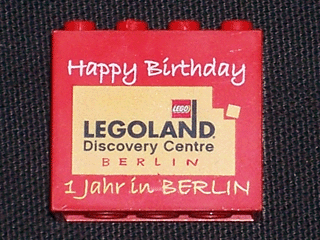 Happy Birthday
LEGO
LEGOLAND
Discovery Centre
BERLIN
1 Jahr in BERLIN